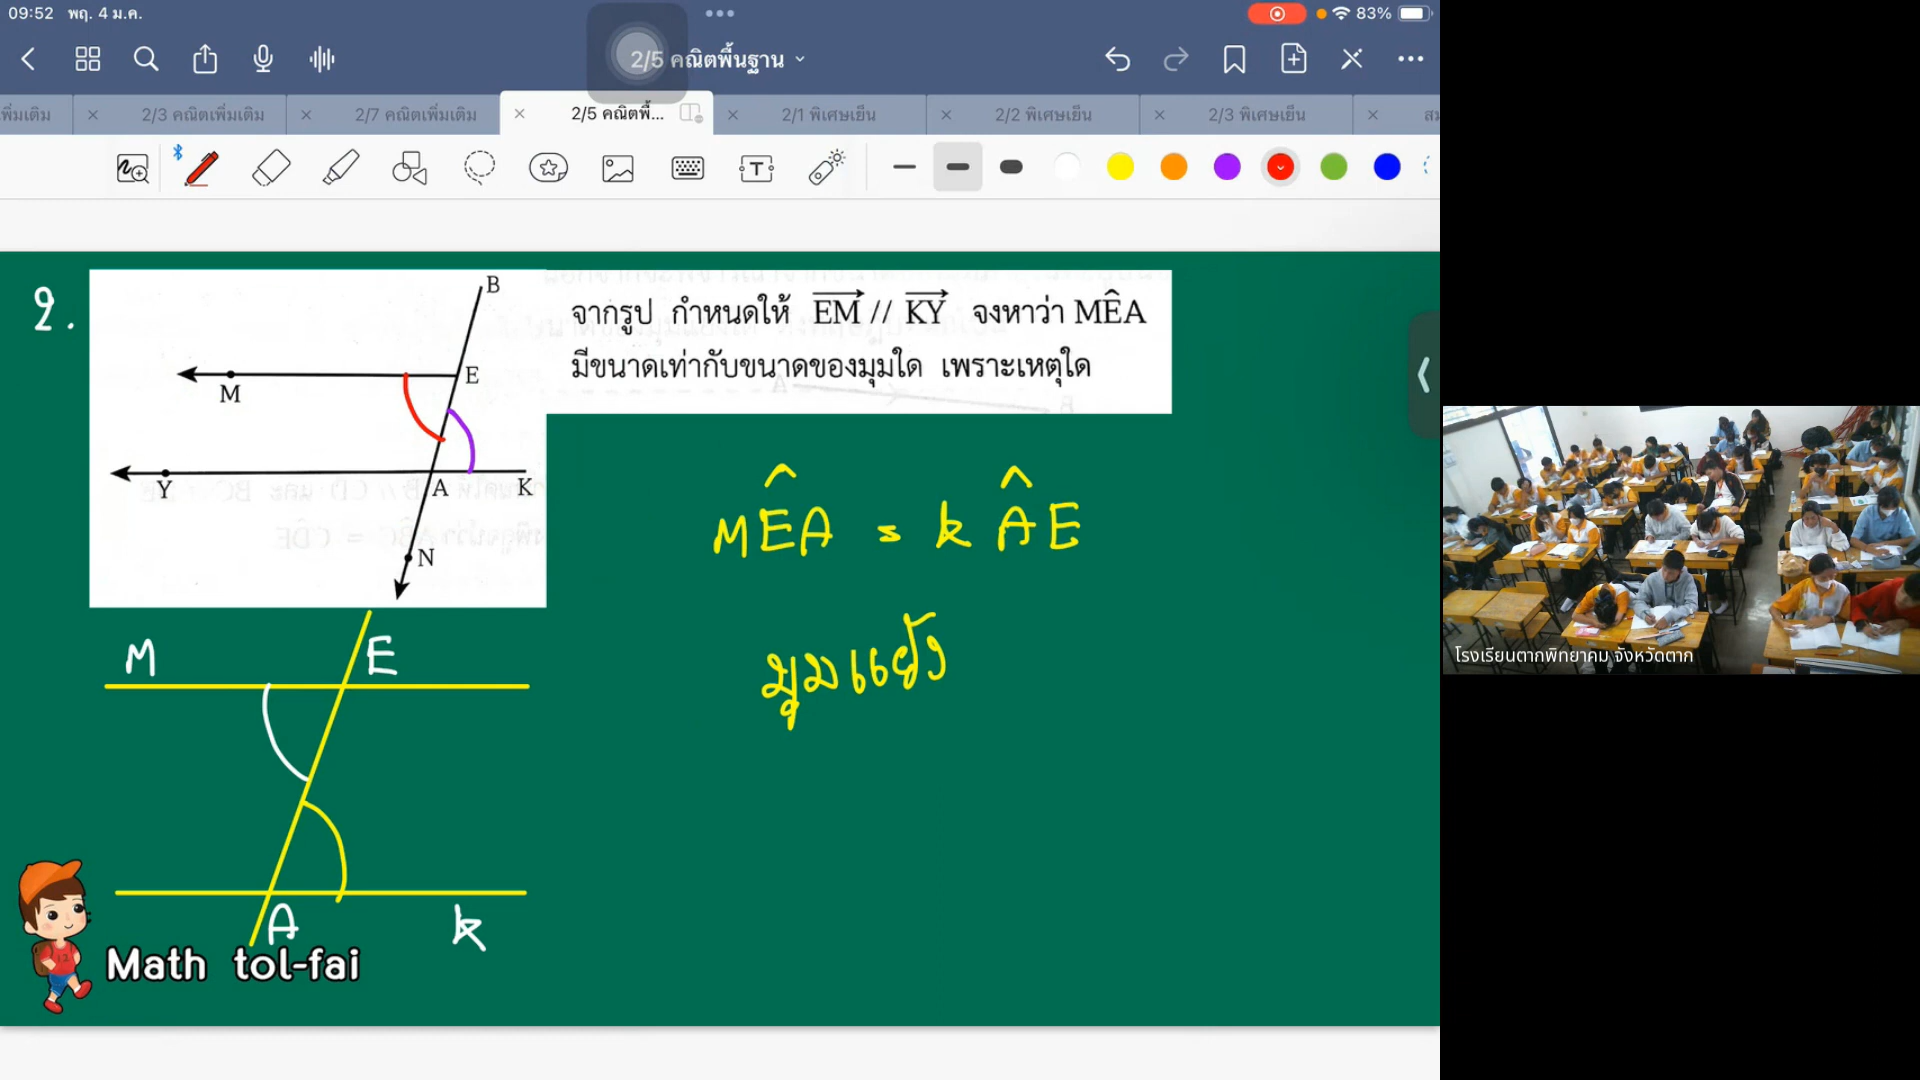 09:52 พฤ. 4 ม.ค.
83%
2/5 คณิตพื้นฐาน
พิ่มเติม
2/3 คณิตเพิ่มเติม
2/7 คณิตเพิ่มเติม
2/5 คณิตพื้...
2/1 พิเศษเย็น
2/2 พิเศษเย็น
2/3 พิเศษเย็น
สม
2.
B
M
E
Y
A
K
N
จากรูป กำหนดให้ EM // KY จงหาว่า MÊA
มีขนาดเท่ากับขนาดของมุมใด เพราะเหตุใด
MÊA = kÂE
มุมแย้ง
M E
A k
Math tol-fai
โรงเรียนตากพิทยาคม จังหวัดตาก